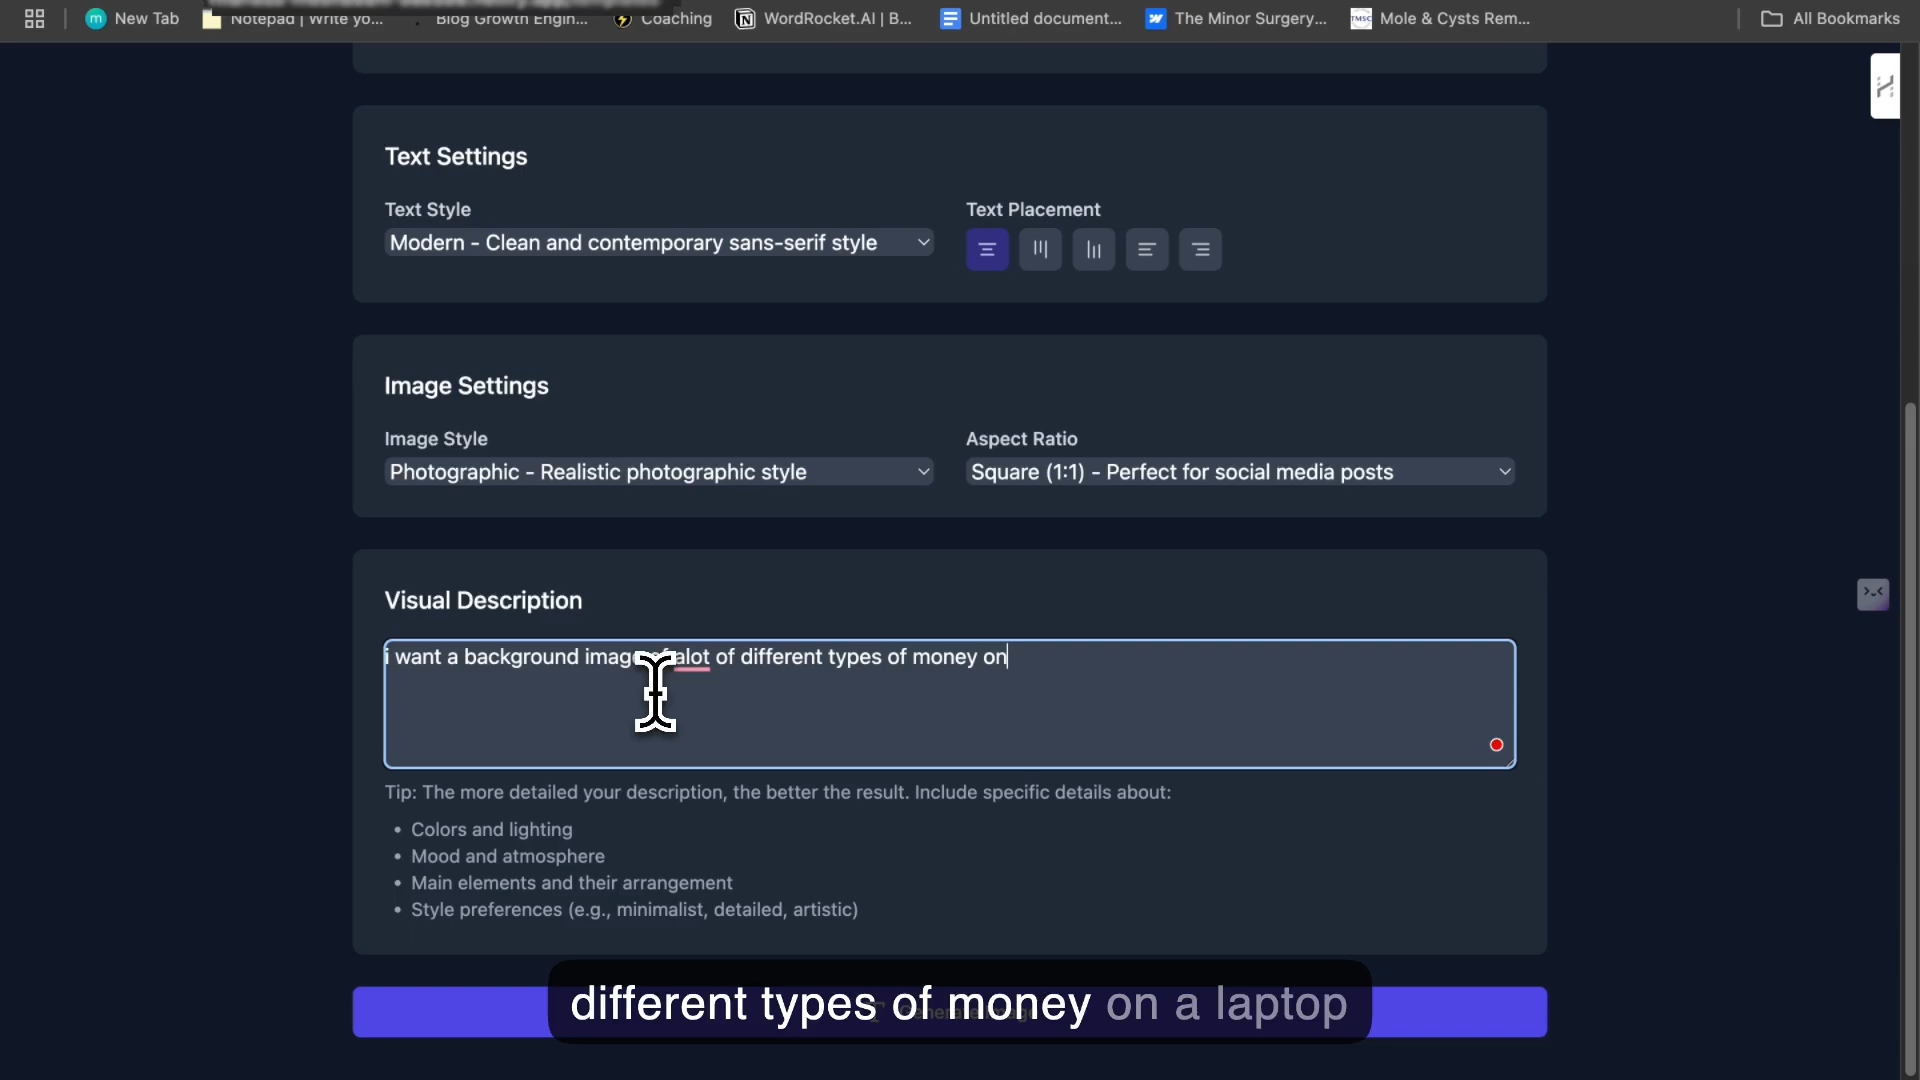 New Tab
Notepad | Write yo...
Blog Growth Engin...
Coaching
WordRocket.AI | B...
Untitled document...
The Minor Surgery...
TMSC
Mole & Cysts Rem...
All Bookmarks
Text Settings
Text Style
Text Placement
Modern - Clean and contemporary sans-serif style
Image Settings
Image Style
Aspect Ratio
Photographic - Realistic photographic style
Square (1:1) - Perfect for social media posts
Visual Description
i want a background image of alot of different types of money on
Tip: The more detailed your description, the better the result. Include specific details about:
• Colors and lighting
• Mood and atmosphere
• Main elements and their arrangement
• Style preferences (e.g., minimalist, detailed, artistic)
different types of money on a laptop